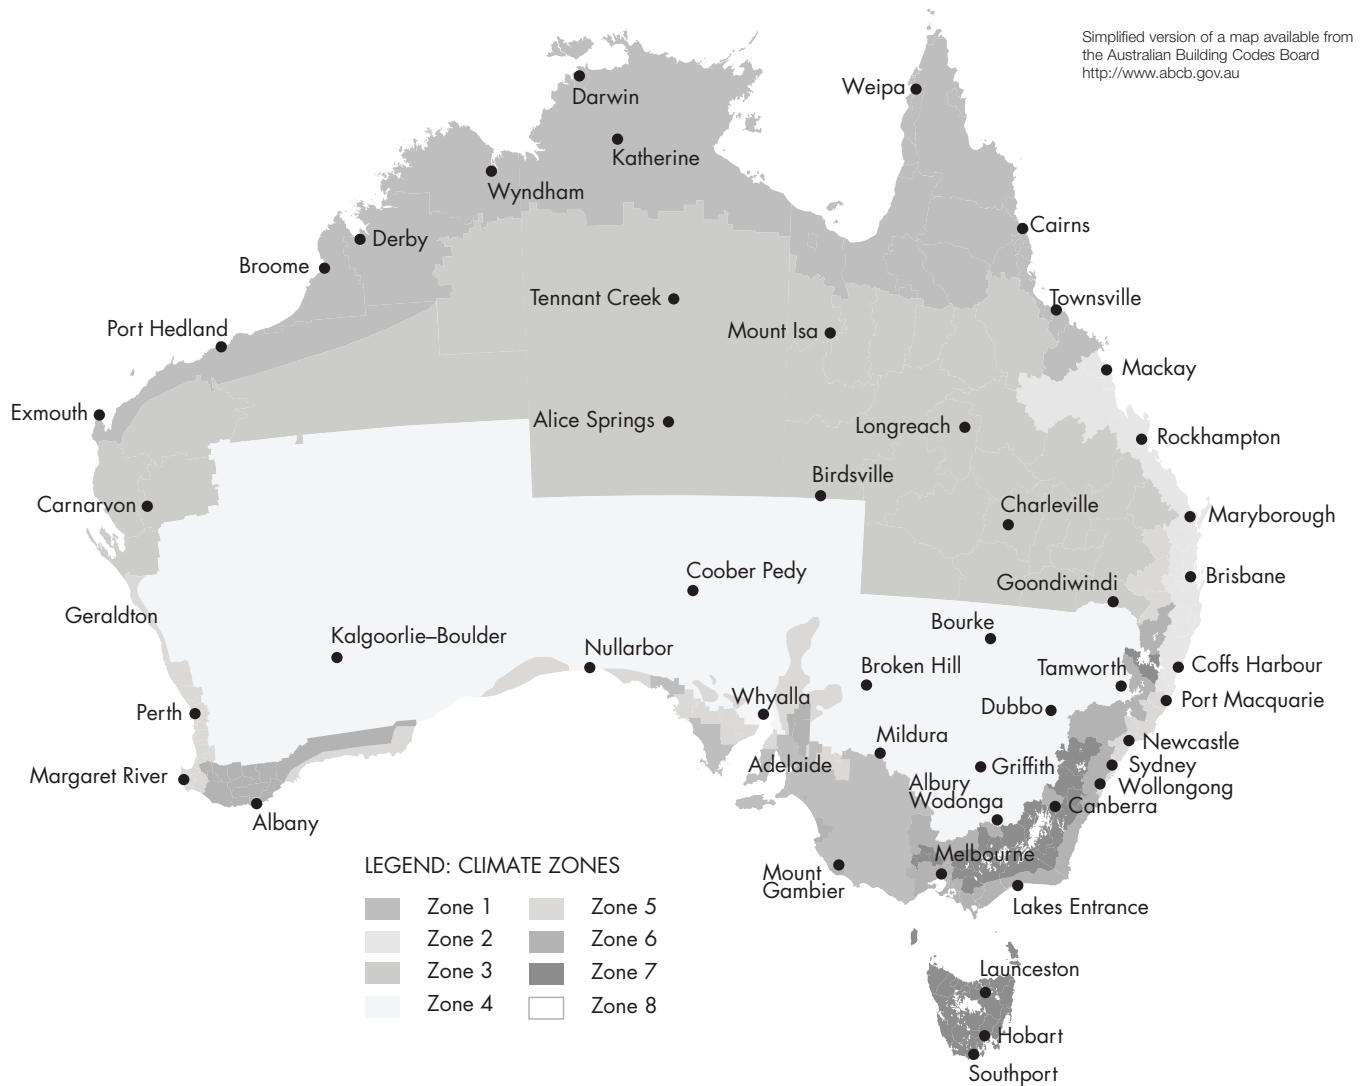 Simplified version of a map available from
the Australian Building Codes Board
http://www.abcb.gov.au
Weipa
Darwin
Katherine
Wyndham
Cairns
Derby
Broome
Tennant Creek
Townsville
Port Hedland
Mount Isa
Mackay
Exmouth
Alice Springs
Longreach
Rockhampton
Birdsville
Carnarvon
Charleville
Maryborough
Coober Pedy
Goondiwindi
Brisbane
Geraldton
Bourke
Kalgoorlie–Boulder
Nullarbor
Broken Hill
Tamworth
Coffs Harbour
Whyalla
Port Macquarie
Perth
Dubbo
Mildura
Newcastle
Adelaide
Griffith
Sydney
Margaret River
Albury
Wodonga
Wollongong
Canberra
Albany
Melbourne
Mount
Gambier
Lakes Entrance
LEGEND: CLIMATE ZONES
Zone 1
Zone 5
Zone 2
Zone 6
Zone 3
Zone 7
Zone 4
Zone 8
Launceston
Hobart
Southport